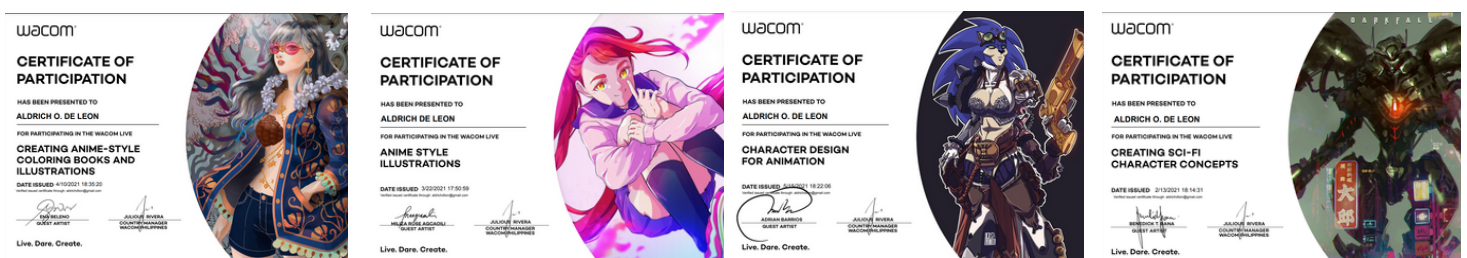 wacom
CERTIFICATE OF
PARTICIPATION
HAS BEEN PRESENTED TO
ALDRICH O. DE LEON
FOR PARTICIPATING IN THE WACOM LIVE
CREATING ANIME-STYLE
COLORING BOOKS AND
ILLUSTRATIONS
DATE ISSUED 4/10/2021 18:35:20
GUEST ARTIST
JULIOUS RIVERA
COUNTRY MANAGER
WACOM PHILIPPINES
Live. Dare. Create.
wacom
CERTIFICATE OF
PARTICIPATION
HAS BEEN PRESENTED TO
ALDRICH DE LEON
FOR PARTICIPATING IN THE WACOM LIVE
ANIME STYLE
ILLUSTRATIONS
DATE ISSUED 3/22/2021 17:50:59
GUEST ARTIST
JULIOUS RIVERA
COUNTRY MANAGER
WACOM PHILIPPINES
Live. Dare. Create.
wacom
CERTIFICATE OF
PARTICIPATION
HAS BEEN PRESENTED TO
ALDRICH O. DE LEON
FOR PARTICIPATING IN THE WACOM LIVE
CHARACTER DESIGN
FOR ANIMATION
DATE ISSUED 18:22:08
ADRIAN BARRIOS
GUEST ARTIST
JULIOUS RIVERA
COUNTRY MANAGER
WACOM PHILIPPINES
Live. Dare. Create.
wacom
CERTIFICATE OF
PARTICIPATION
HAS BEEN PRESENTED TO
ALDRICH O. DE LEON
FOR PARTICIPATING IN THE WACOM LIVE
CREATING SCI-FI
CHARACTER CONCEPTS
DATE ISSUED 2/13/2021 18:14:31
GUEST ARTIST
JULIOUS RIVERA
COUNTRY MANAGER
WACOM PHILIPPINES
Live. Dare. Create.
DARKFALL
大郎